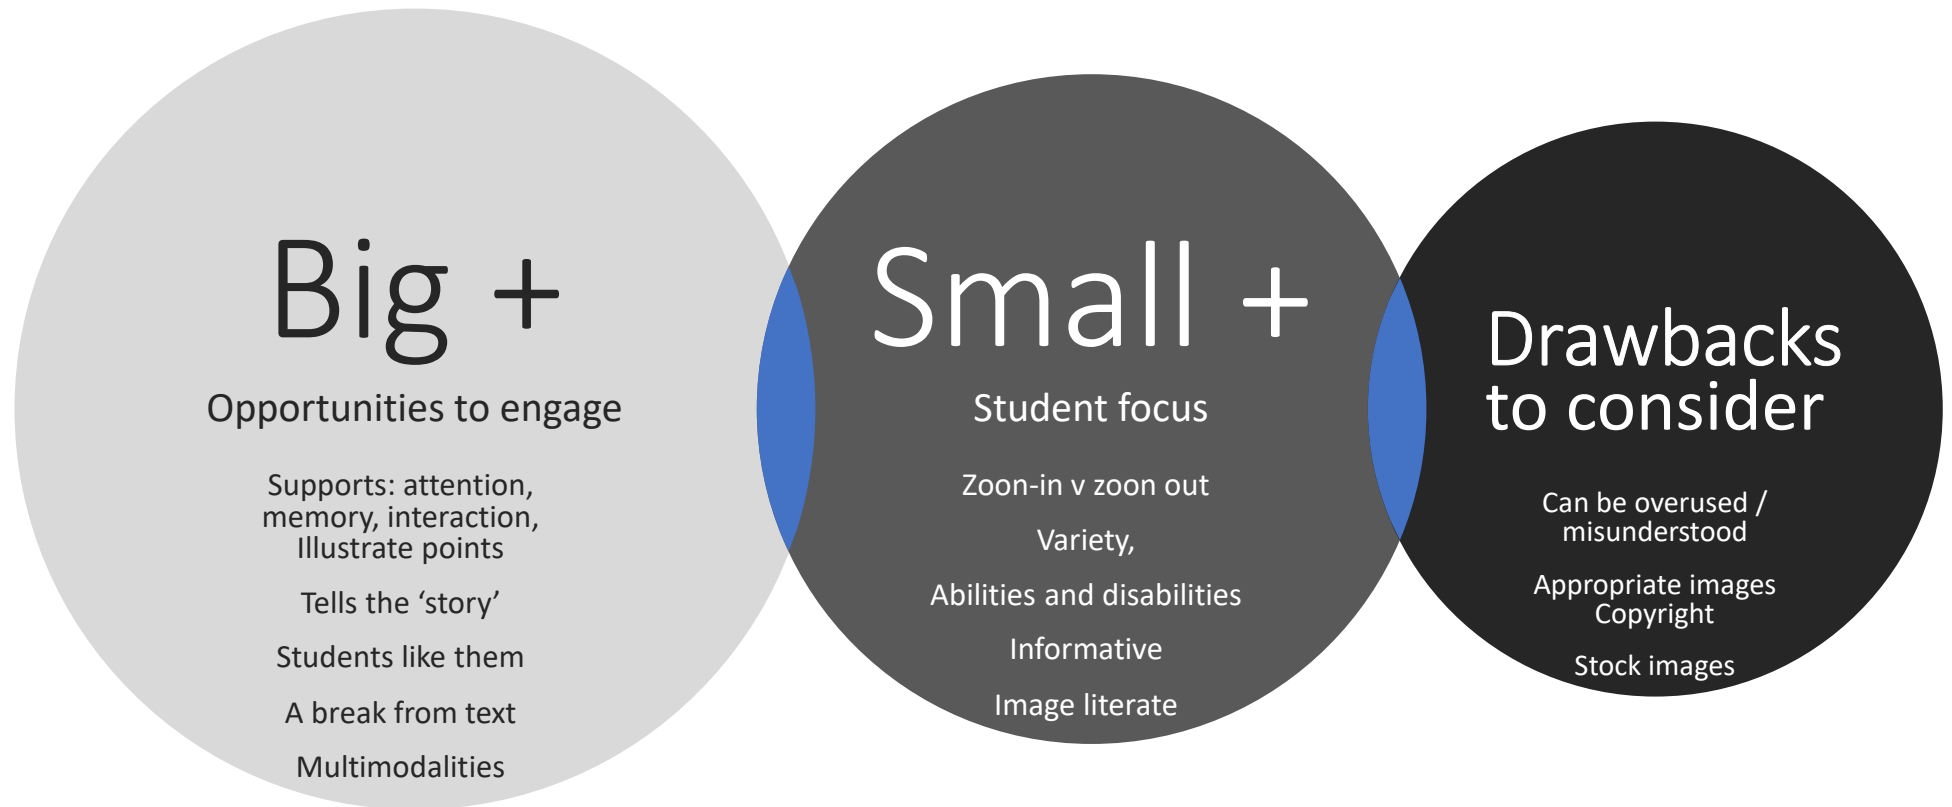 Big +
Opportunities to engage
Supports: attention,
memory, interaction,
Illustrate points
Tells the ‘story’
Students like them
A break from text
Multimodalities
Small +
Student focus
Zoon-in v zoon out
Variety,
Abilities and disabilities
Informative
Image literate
Drawbacks
to consider
Can be overused /
misunderstood
Appropriate images
Copyright
Stock images